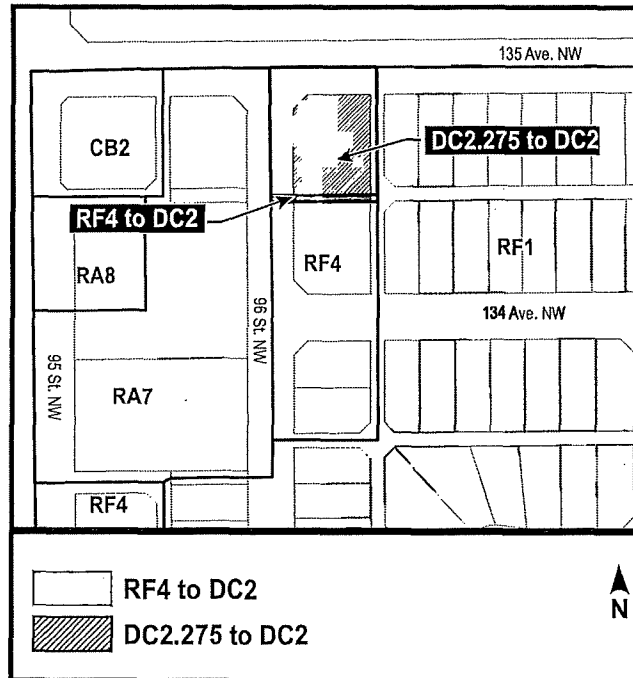 135 Ave. NW
CB2
DC2.275 to DC2
RF4 to DC2
RA8
RF4
RF1
96 St. NW
134 Ave. NW
95 St. NW
RA7
RF4
RF4 to DC2
DC2.275 to DC2
N